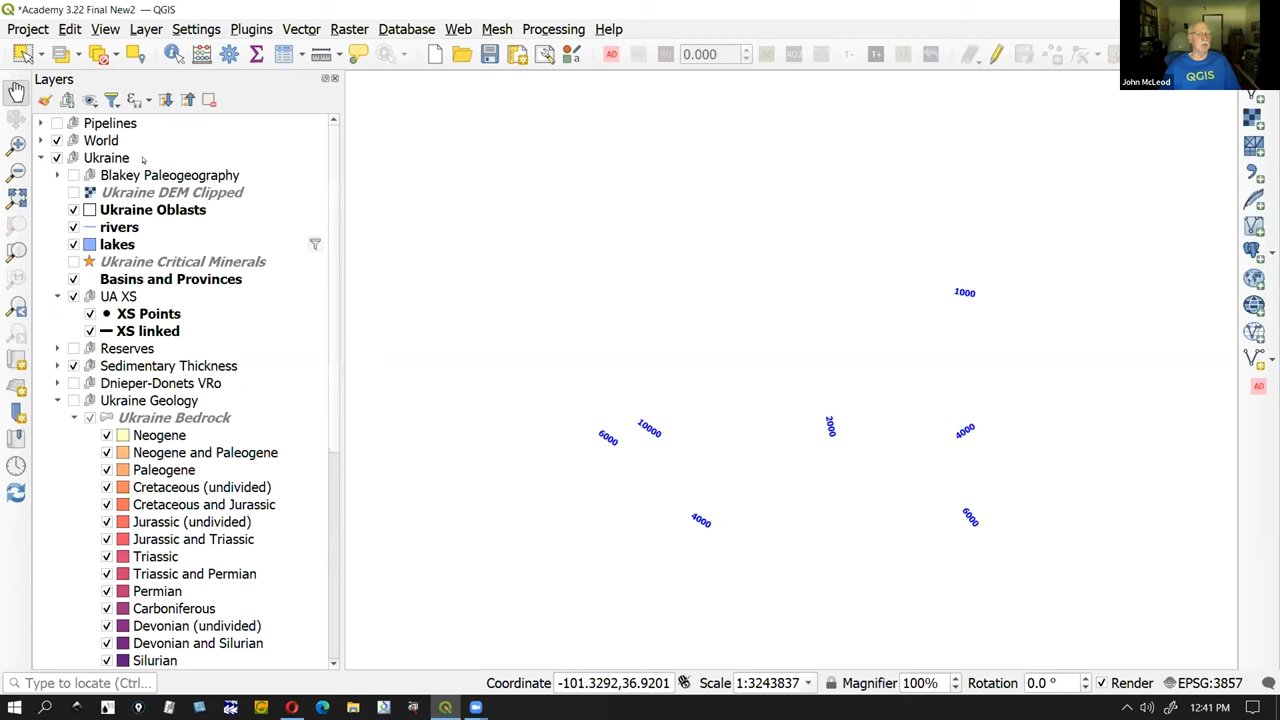 *Academy 3.22 Final New2 — QGIS
Project Edit View Layer Settings Plugins Vector Raster Database Web Mesh Processing Help
0.000
Layers
Pipelines
World
Ukraine
Blakey Paleogeography
Ukraine DEM Clipped
Ukraine Oblasts
rivers
lakes
Ukraine Critical Minerals
Basins and Provinces
UA XS
XS Points
XS linked
Reserves
Sedimentary Thickness
Dnieper-Donets VRo
Ukraine Geology
Ukraine Bedrock
Neogene
Neogene and Paleogene
Paleogene
Cretaceous (undivided)
Cretaceous and Jurassic
Jurassic (undivided)
Jurassic and Triassic
Triassic
Triassic and Permian
Permian
Carboniferous
Devonian (undivided)
Devonian and Silurian
Silurian
1000
10000
6000
2000
4000
4000
6000
QGIS
John McLeod
AD
AD
Type to locate (Ctrl... Coordinate -101.3292,36.9201 Scale 1:3243837 Magnifier 100% Rotation 0.0 ° Render EPSG:3857
12:41 PM